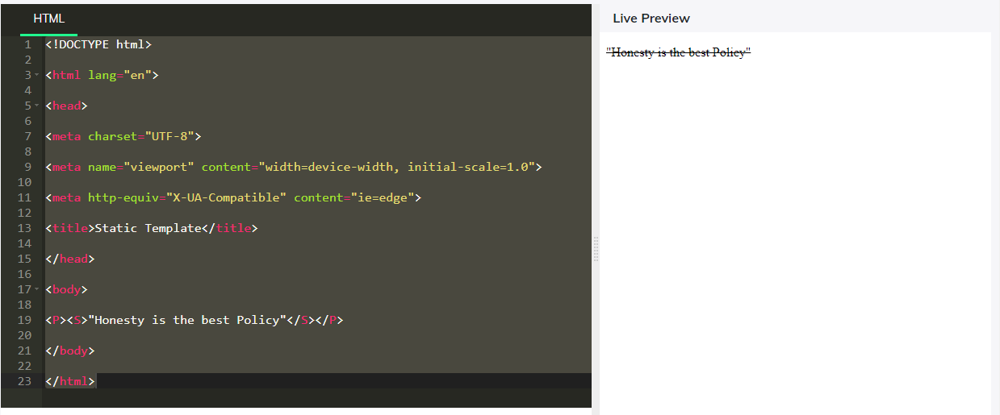 HTML
1 <!DOCTYPE html>
2
3 <html lang="en">
4
5 <head>
6
7 <meta charset="UTF-8">
8
9 <meta name="viewport" content="width=device-width, initial-scale=1.0">
10
11 <meta http-equiv="X-UA-Compatible" content="ie=edge">
12
13 <title>Static Template</title>
14
15 </head>
16
17 <body>
18
19 <P><S>"Honesty is the best Policy"</S></P>
20
21 </body>
22
23 </html>
Live Preview
"Honesty is the best Policy"